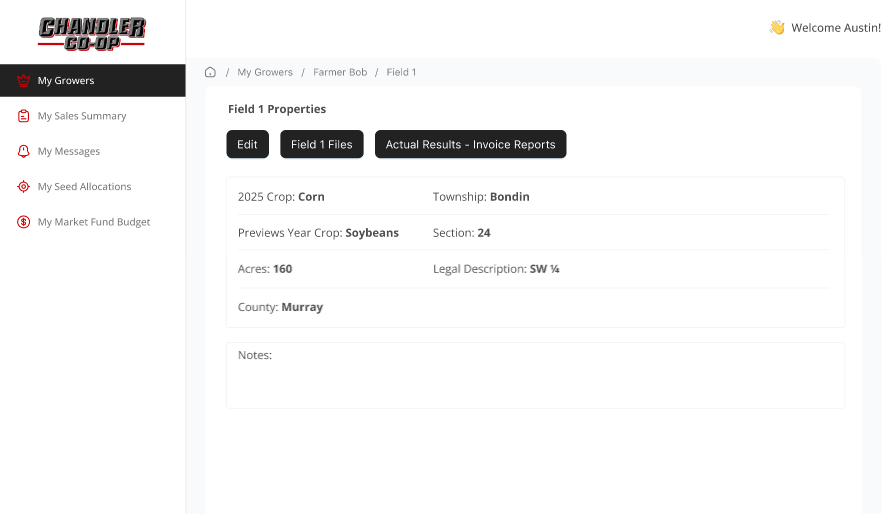 CHANDLER
CO-OP
👋 Welcome Austin!
My Growers
My Sales Summary
My Messages
My Seed Allocations
My Market Fund Budget
/ My Growers / Farmer Bob / Field 1
Field 1 Properties
Edit Field 1 Files Actual Results - Invoice Reports
2025 Crop: Corn Township: Bondin
Previews Year Crop: Soybeans Section: 24
Acres: 160 Legal Description: SW ¼
County: Murray
Notes: